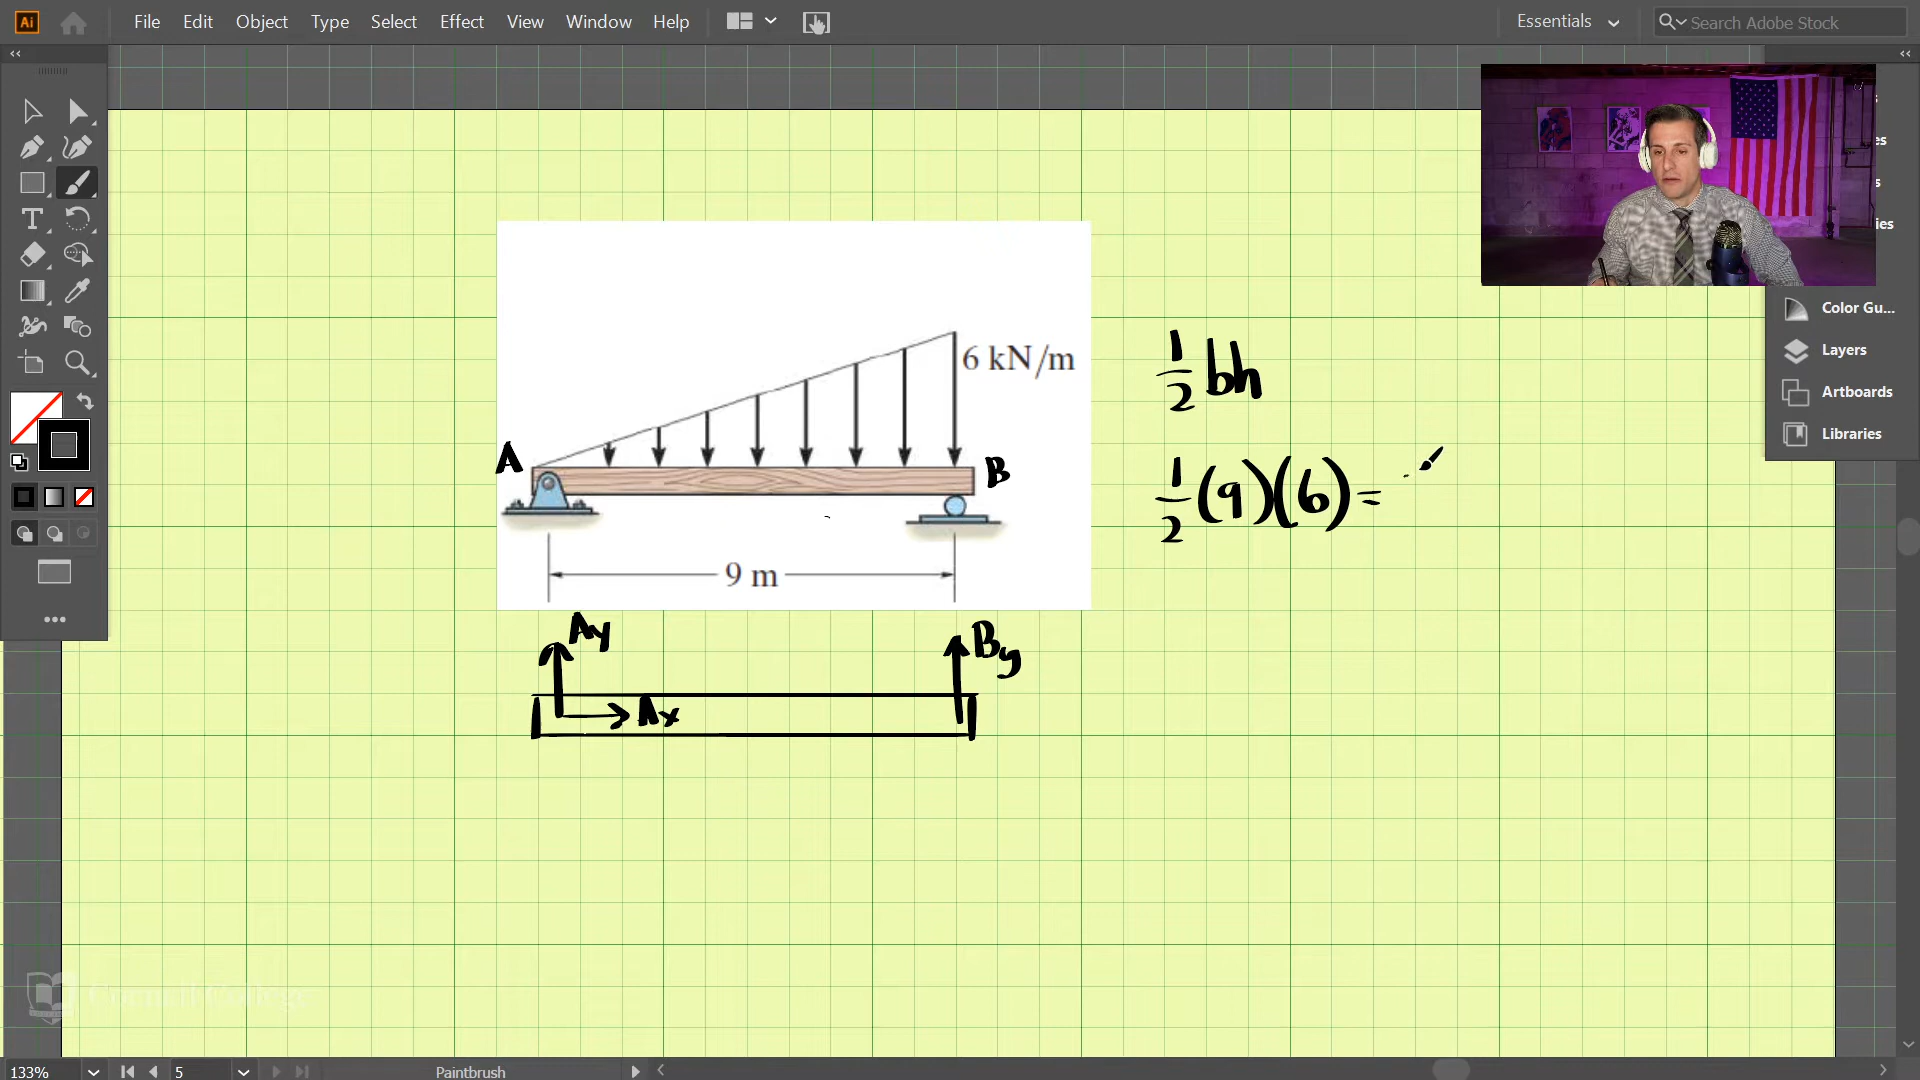 Ai File Edit Object Type Select Effect View Window Help Essentials Search Adobe Stock
6 kN/m
A
B
9 m
Ay
By
Ax
1/2 bh
1/2 (9)(6) =
Color Gu...
Layers
Artboards
Libraries
133% 5 Paintbrush